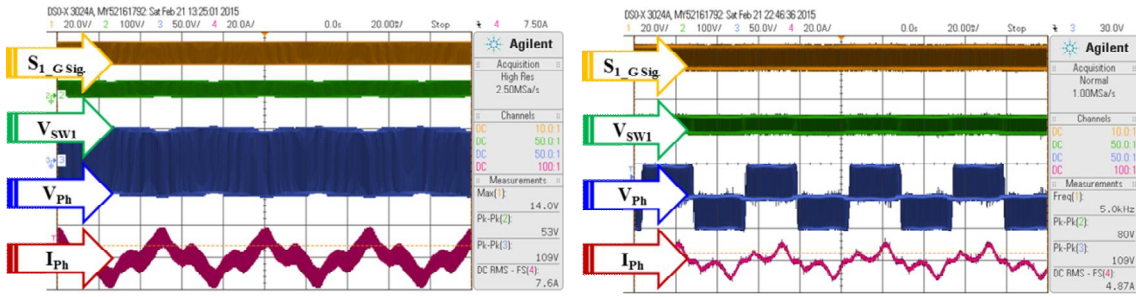 DSO-X 3024A, MY52161792: Sat Feb 21 13:25:01 2015
1 20.0V/ 2 100V/ 3 50.0V/ 4 20.0A/ 0.0s 20.00ms/ Stop 4 7.50A
Agilent
Acquisition
High Res
2.50MSa/s
Channels
DC 10.0:1
DC 50.0:1
DC 50.0:1
DC 100:1
Measurements
Max(1):
14.0V
Pk-Pk(2):
53V
Pk-Pk(3):
109V
DC RMS - FS(4):
7.6A
S1_G Sig.
VSW1
VPh
IPh
DSO-X 3024A, MY52161792: Sat Feb 21 22:46:36 2015
1 20.0V/ 2 100V/ 3 50.0V/ 4 20.0A/ 0.0s 20.00ms/ Stop 3 30.0V
Agilent
Acquisition
Normal
1.00MSa/s
Channels
DC 10.0:1
DC 50.0:1
DC 50.0:1
DC 100:1
Measurements
Freq(1):
5.0kHz
Pk-Pk(2):
80V
Pk-Pk(3):
109V
DC RMS - FS(4):
4.87A
S1_G Sig.
VSW1
VPh
IPh